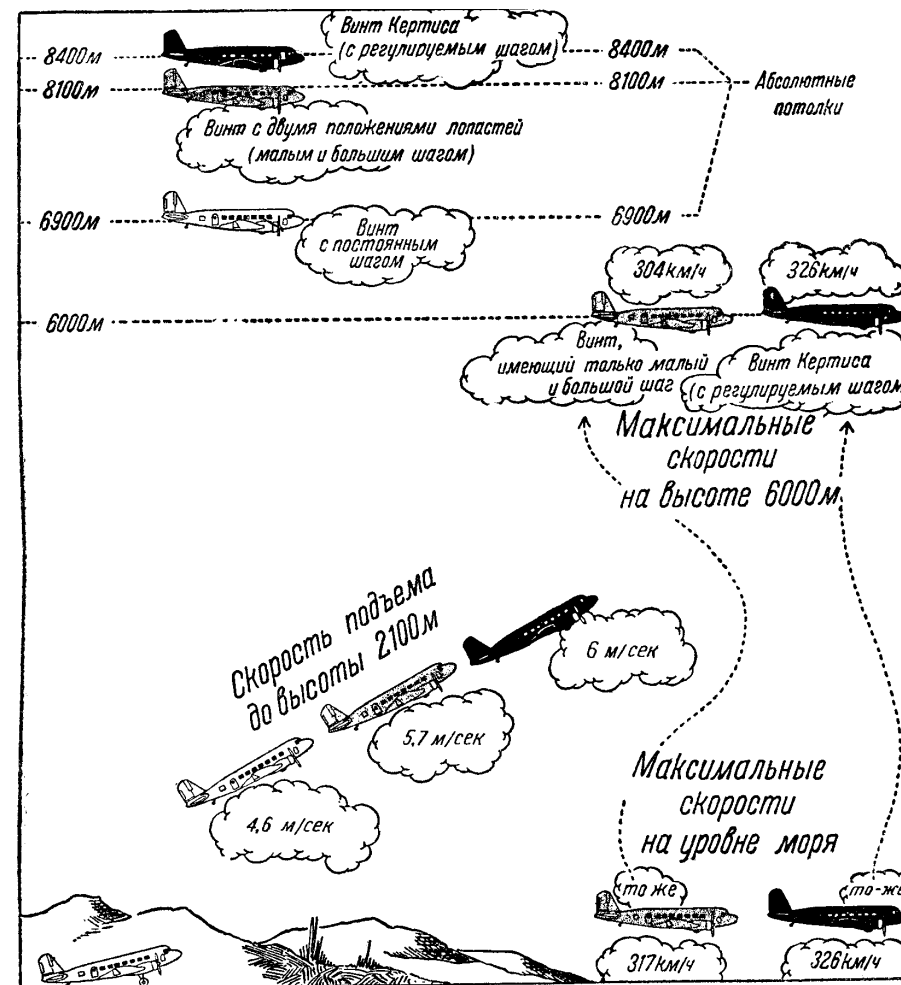 Винт Кертиса
(с регулируемым шагом)
8400м
8400м
8100м
8100м
Абсолютные
потолки
Винт с двумя положениями лопастей
(малым и большим шагом)
6900м
6900м
Винт
с постоянным
шагом
304км/ч
326км/ч
6000м
Винт,
имеющий только малый
и большой шаг
Винт Кертиса
(с регулируемым шагом
Максимальные
скорости
на высоте 6000м
Скорость подъема
до высоты 2100м
6 м/сек
5,7 м/сек
4,6 м/сек
Максимальные
скорости
на уровне моря
то же
то-же
317км/ч
326км/ч